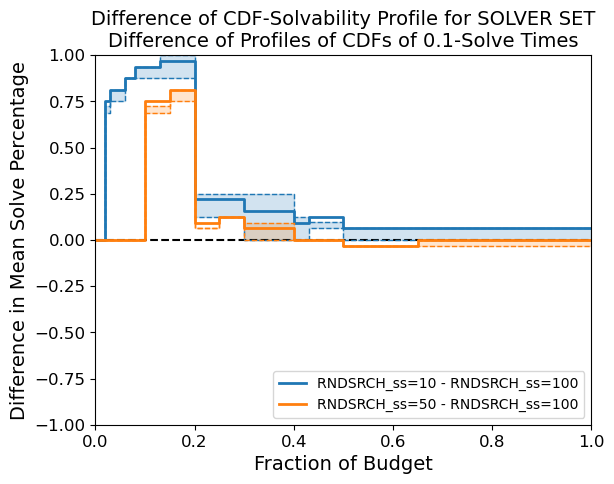 Difference of CDF-Solvability Profile for SOLVER SET
Difference of Profiles of CDFs of 0.1-Solve Times
Difference in Mean Solve Percentage
1.00
0.75
0.50
0.25
0.00
−0.25
−0.50
−0.75
−1.00
RNDSRCH_ss=10 - RNDSRCH_ss=100
RNDSRCH_ss=50 - RNDSRCH_ss=100
0.0 0.2 0.4 0.6 0.8 1.0
Fraction of Budget